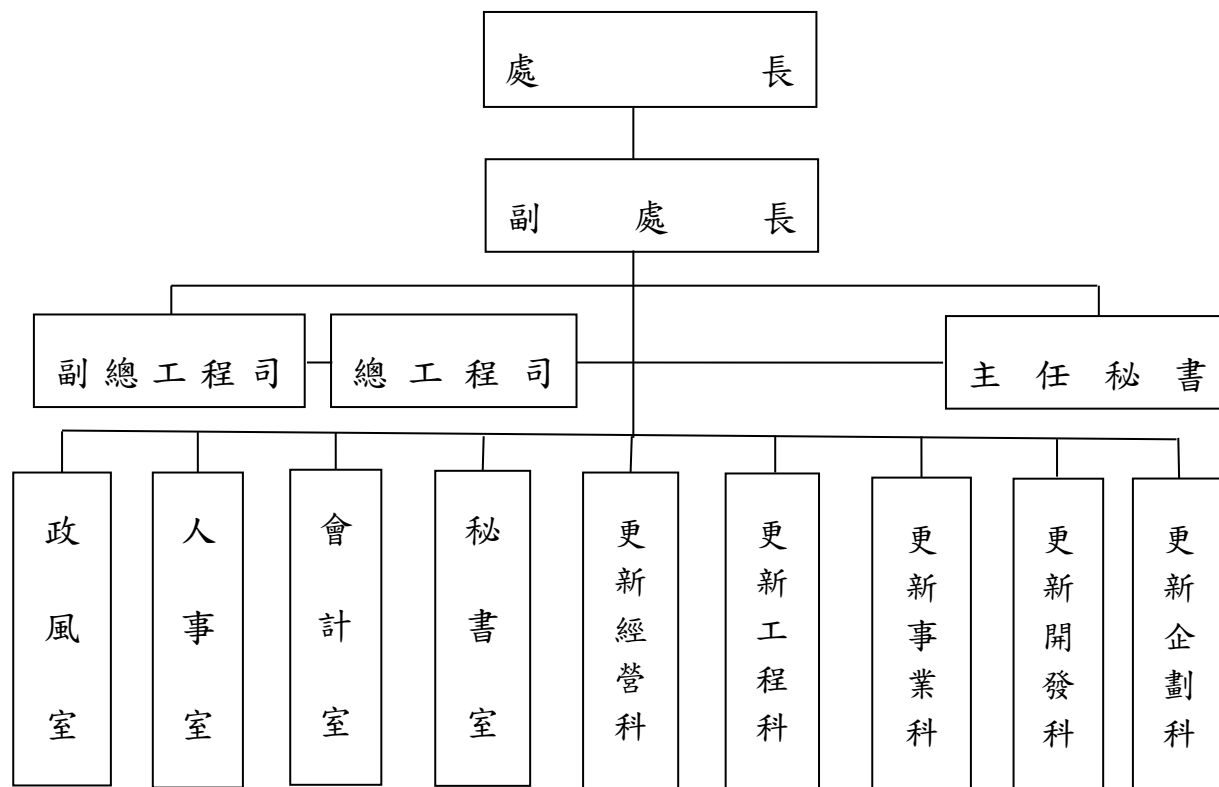 處長
副處長
副總工程司
總工程司
主任秘書
政風室
人事室
會計室
秘書室
更新經營科
更新工程科
更新事業科
更新開發科
更新企劃科